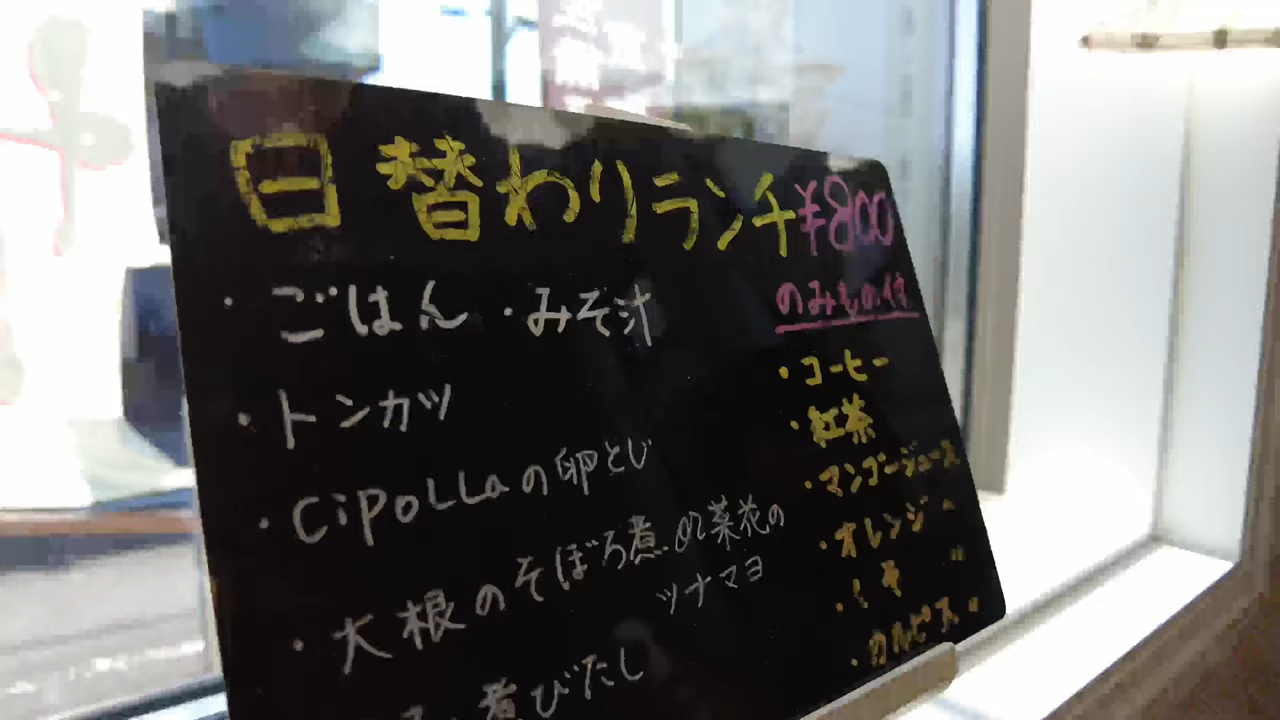 日替わりランチ ¥800
・ごはん ・みそ汁
・トンカツ
・CiPoLLaの卵とじ
・大根のそぼろ煮 or 菜花の
ツナマヨ
煮びたし
のみもの付
・コーヒー
・紅茶
・マンゴージュース
・オレンジ 〃
・しそ 〃
・カルピス 〃